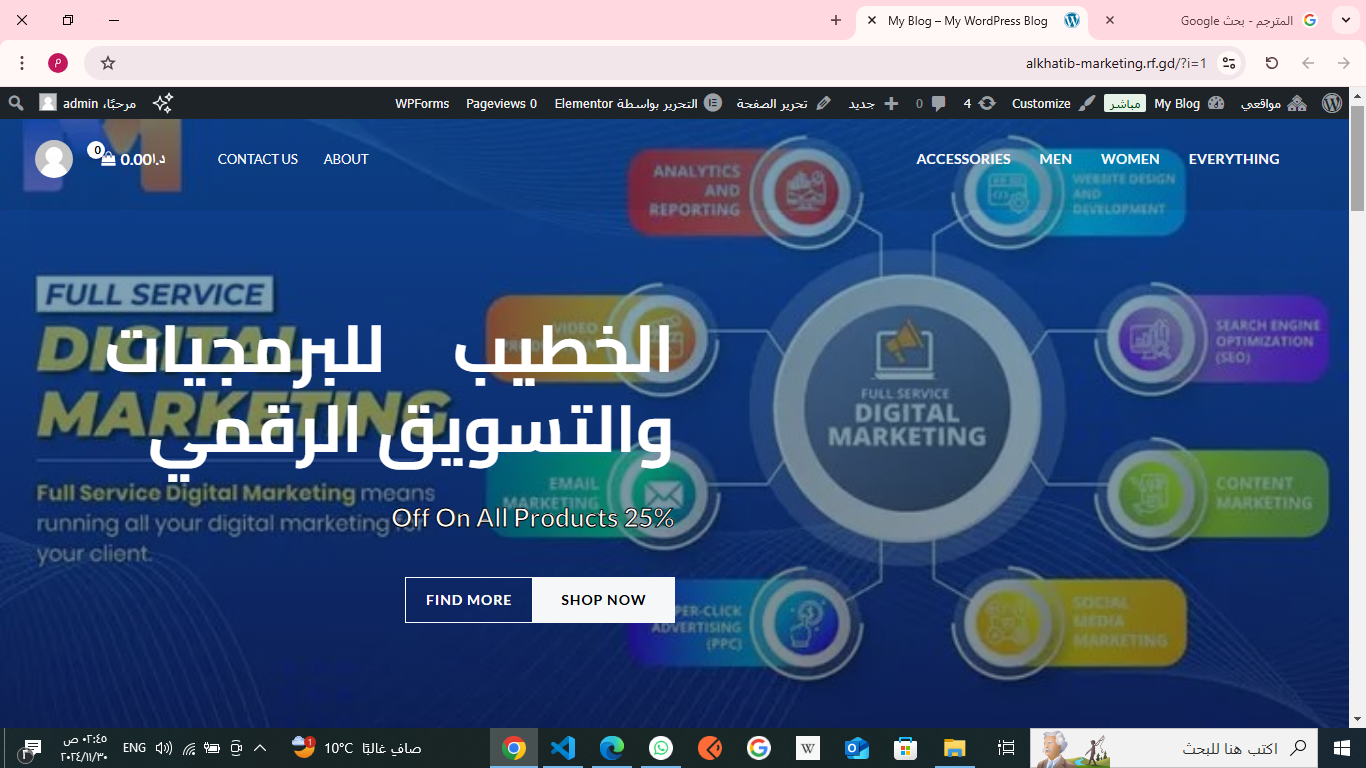 المترجم - بحث Google
My Blog – My WordPress Blog
alkhatib-marketing.rf.gd/?i=1
مواقعي
My Blog
مباشر
Customize
4
0
جديد
تحرير الصفحة
التحرير بواسطة Elementor
Pageviews 0
WPForms
مرحبًا، admin
EVERYTHING
WOMEN
MEN
ACCESSORIES
ABOUT
CONTACT US
د.ا0.00
0
M
ANALYTICS
AND
REPORTING
WEBSITE DESIGN
AND
DEVELOPMENT
FULL SERVICE
DIGITAL
MARKETING
الخطيب للبرمجيات
والتسويق الرقمي
VIDEO
SEARCH ENGINE
OPTIMIZATION
(SEO)
FULL SERVICE
DIGITAL
MARKETING
EMAIL
MARKETING
CONTENT
MARKETING
Full Service Digital Marketing means
running all your digital marketing for
your client.
Off On All Products 25%
FIND MORE
SHOP NOW
PER-CLICK
ADVERTISING
(PPC)
SOCIAL
MEDIA
MARKETING
اكتب هنا للبحث
W
10°C صافٍ غالبًا
1
ENG
٠٢:٤٥ ص
٢٠٢٤/١١/٣٠
٣